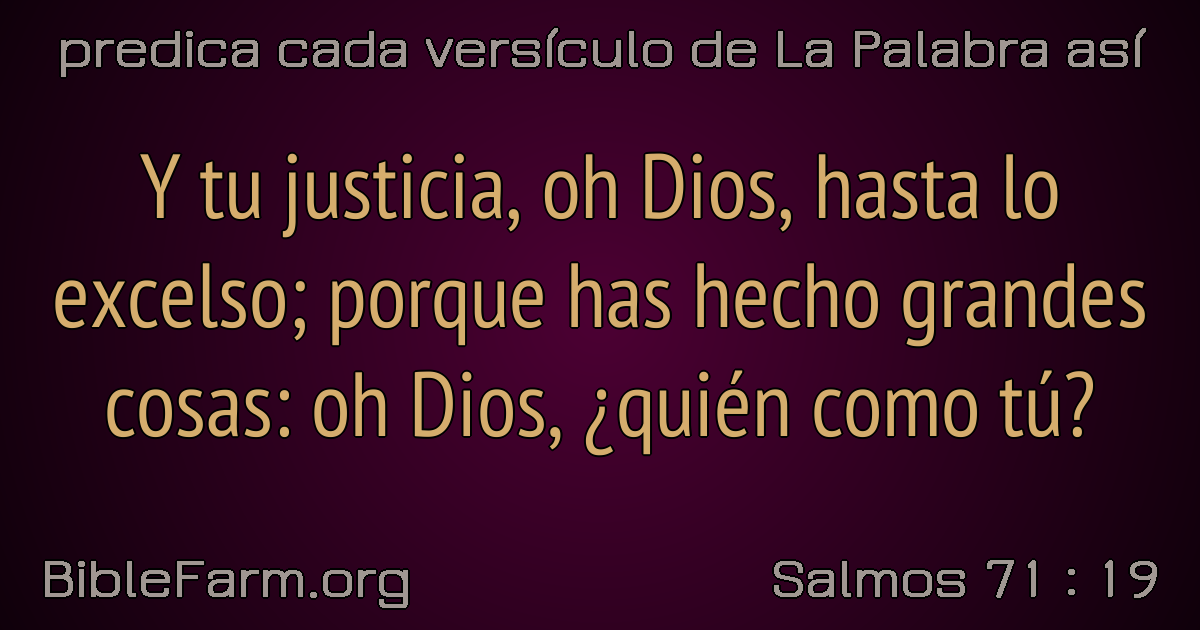 predica cada versículo de La Palabra así
Y tu justicia, oh Dios, hasta lo
excelso; porque has hecho grandes
cosas: oh Dios, ¿quién como tú?
BibleFarm.org
Salmos 71 : 19